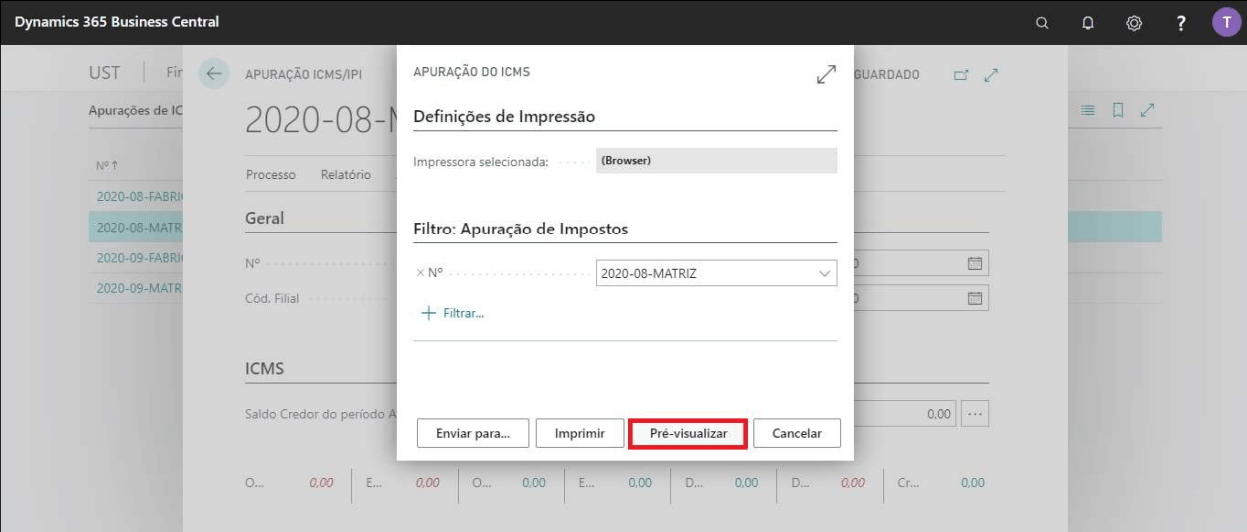 Dynamics 365 Business Central
?
T
UST
Fir
APURAÇÃO ICMS/IPI
GUARDADO
Apurações de IC
2020-08-M
Nº ↑
2020-08-FABRI
2020-08-MATR
2020-09-FABRI
2020-09-MATR
Processo Relatório
Geral
Nº
Cód. Filial
ICMS
Saldo Credor do período A
0,00
APURAÇÃO DO ICMS
Definições de Impressão
Impressora selecionada: (Browser)
Filtro: Apuração de Impostos
× Nº 2020-08-MATRIZ
+ Filtrar...
Enviar para... Imprimir Pré-visualizar Cancelar
O... 0,00 E... 0,00 O... 0,00 E... 0,00 D... 0,00 D... 0,00 Cr... 0,00